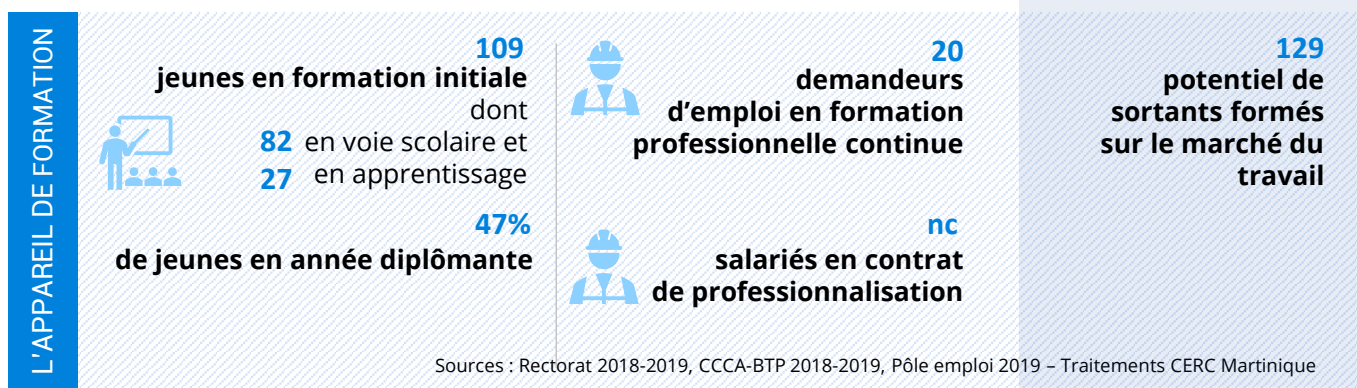 L'APPAREIL DE FORMATION
109
jeunes en formation initiale
dont
82 en voie scolaire et
27 en apprentissage
47%
de jeunes en année diplômante
20
demandeurs
d'emploi en formation
professionnelle continue
nc
salariés en contrat
de professionnalisation
129
potentiel de
sortants formés
sur le marché du
travail
Sources : Rectorat 2018-2019, CCCA-BTP 2018-2019, Pôle emploi 2019 – Traitements CERC Martinique